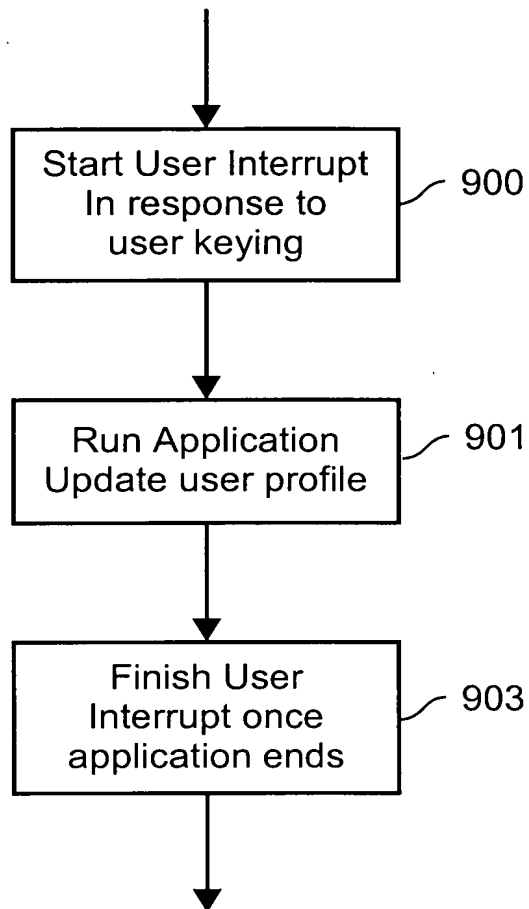 Start User Interrupt
In response to
user keying
900
Run Application
Update user profile
901
Finish User
Interrupt once
application ends
903